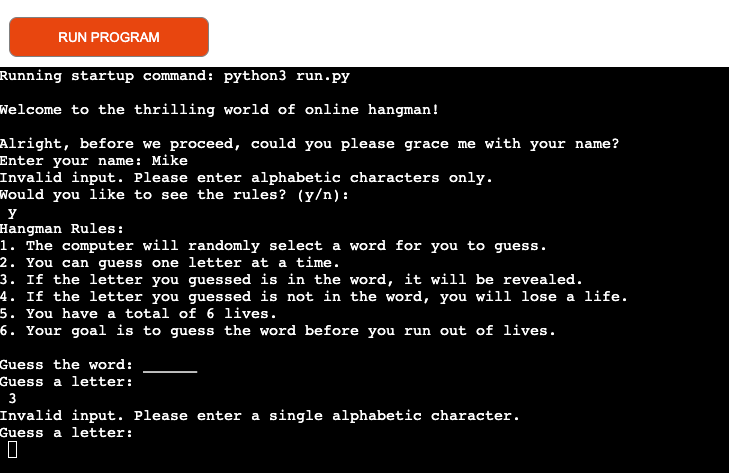 RUN PROGRAM
Running startup command: python3 run.py
Welcome to the thrilling world of online hangman!
Alright, before we proceed, could you please grace me with your name?
Enter your name: Mike
Invalid input. Please enter alphabetic characters only.
Would you like to see the rules? (y/n):
y
Hangman Rules:
1. The computer will randomly select a word for you to guess.
2. You can guess one letter at a time.
3. If the letter you guessed is in the word, it will be revealed.
4. If the letter you guessed is not in the word, you will lose a life.
5. You have a total of 6 lives.
6. Your goal is to guess the word before you run out of lives.
Guess the word: ______
Guess a letter:
3
Invalid input. Please enter a single alphabetic character.
Guess a letter: